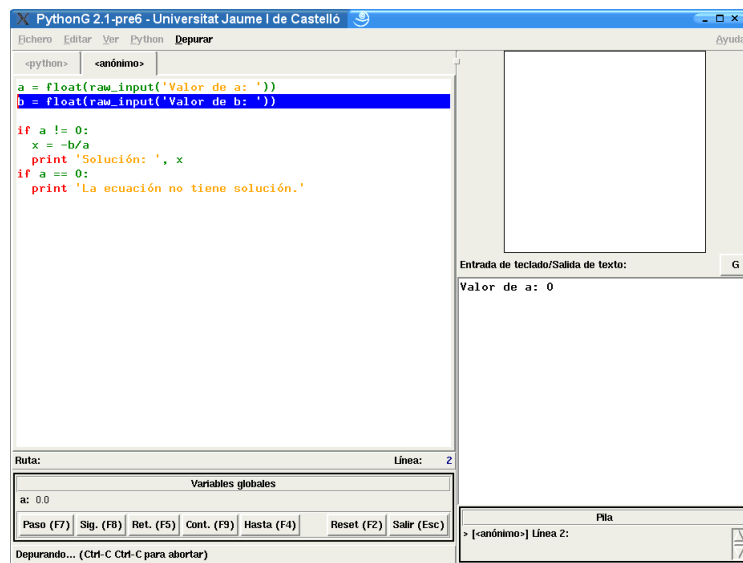 PythonG 2.1-pre6 - Universitat Jaume I de Castelló
Fichero Editar Ver Python Depurar Ayuda
<python> <anónimo>
a = float(raw_input('Valor de a: '))
b = float(raw_input('Valor de b: '))
if a != 0:
x = -b/a
print 'Solución: ', x
if a == 0:
print 'La ecuación no tiene solución.'
Entrada de teclado/Salida de texto: G
Valor de a: 0
Ruta: Línea: 2
Variables globales
a: 0.0
Paso (F7) Sig. (F8) Ret. (F5) Cont. (F9) Hasta (F4) Reset (F2) Salir (Esc)
Depurando... (Ctrl-C Ctrl-C para abortar)
Pila
> [<anónimo>] Línea 2: